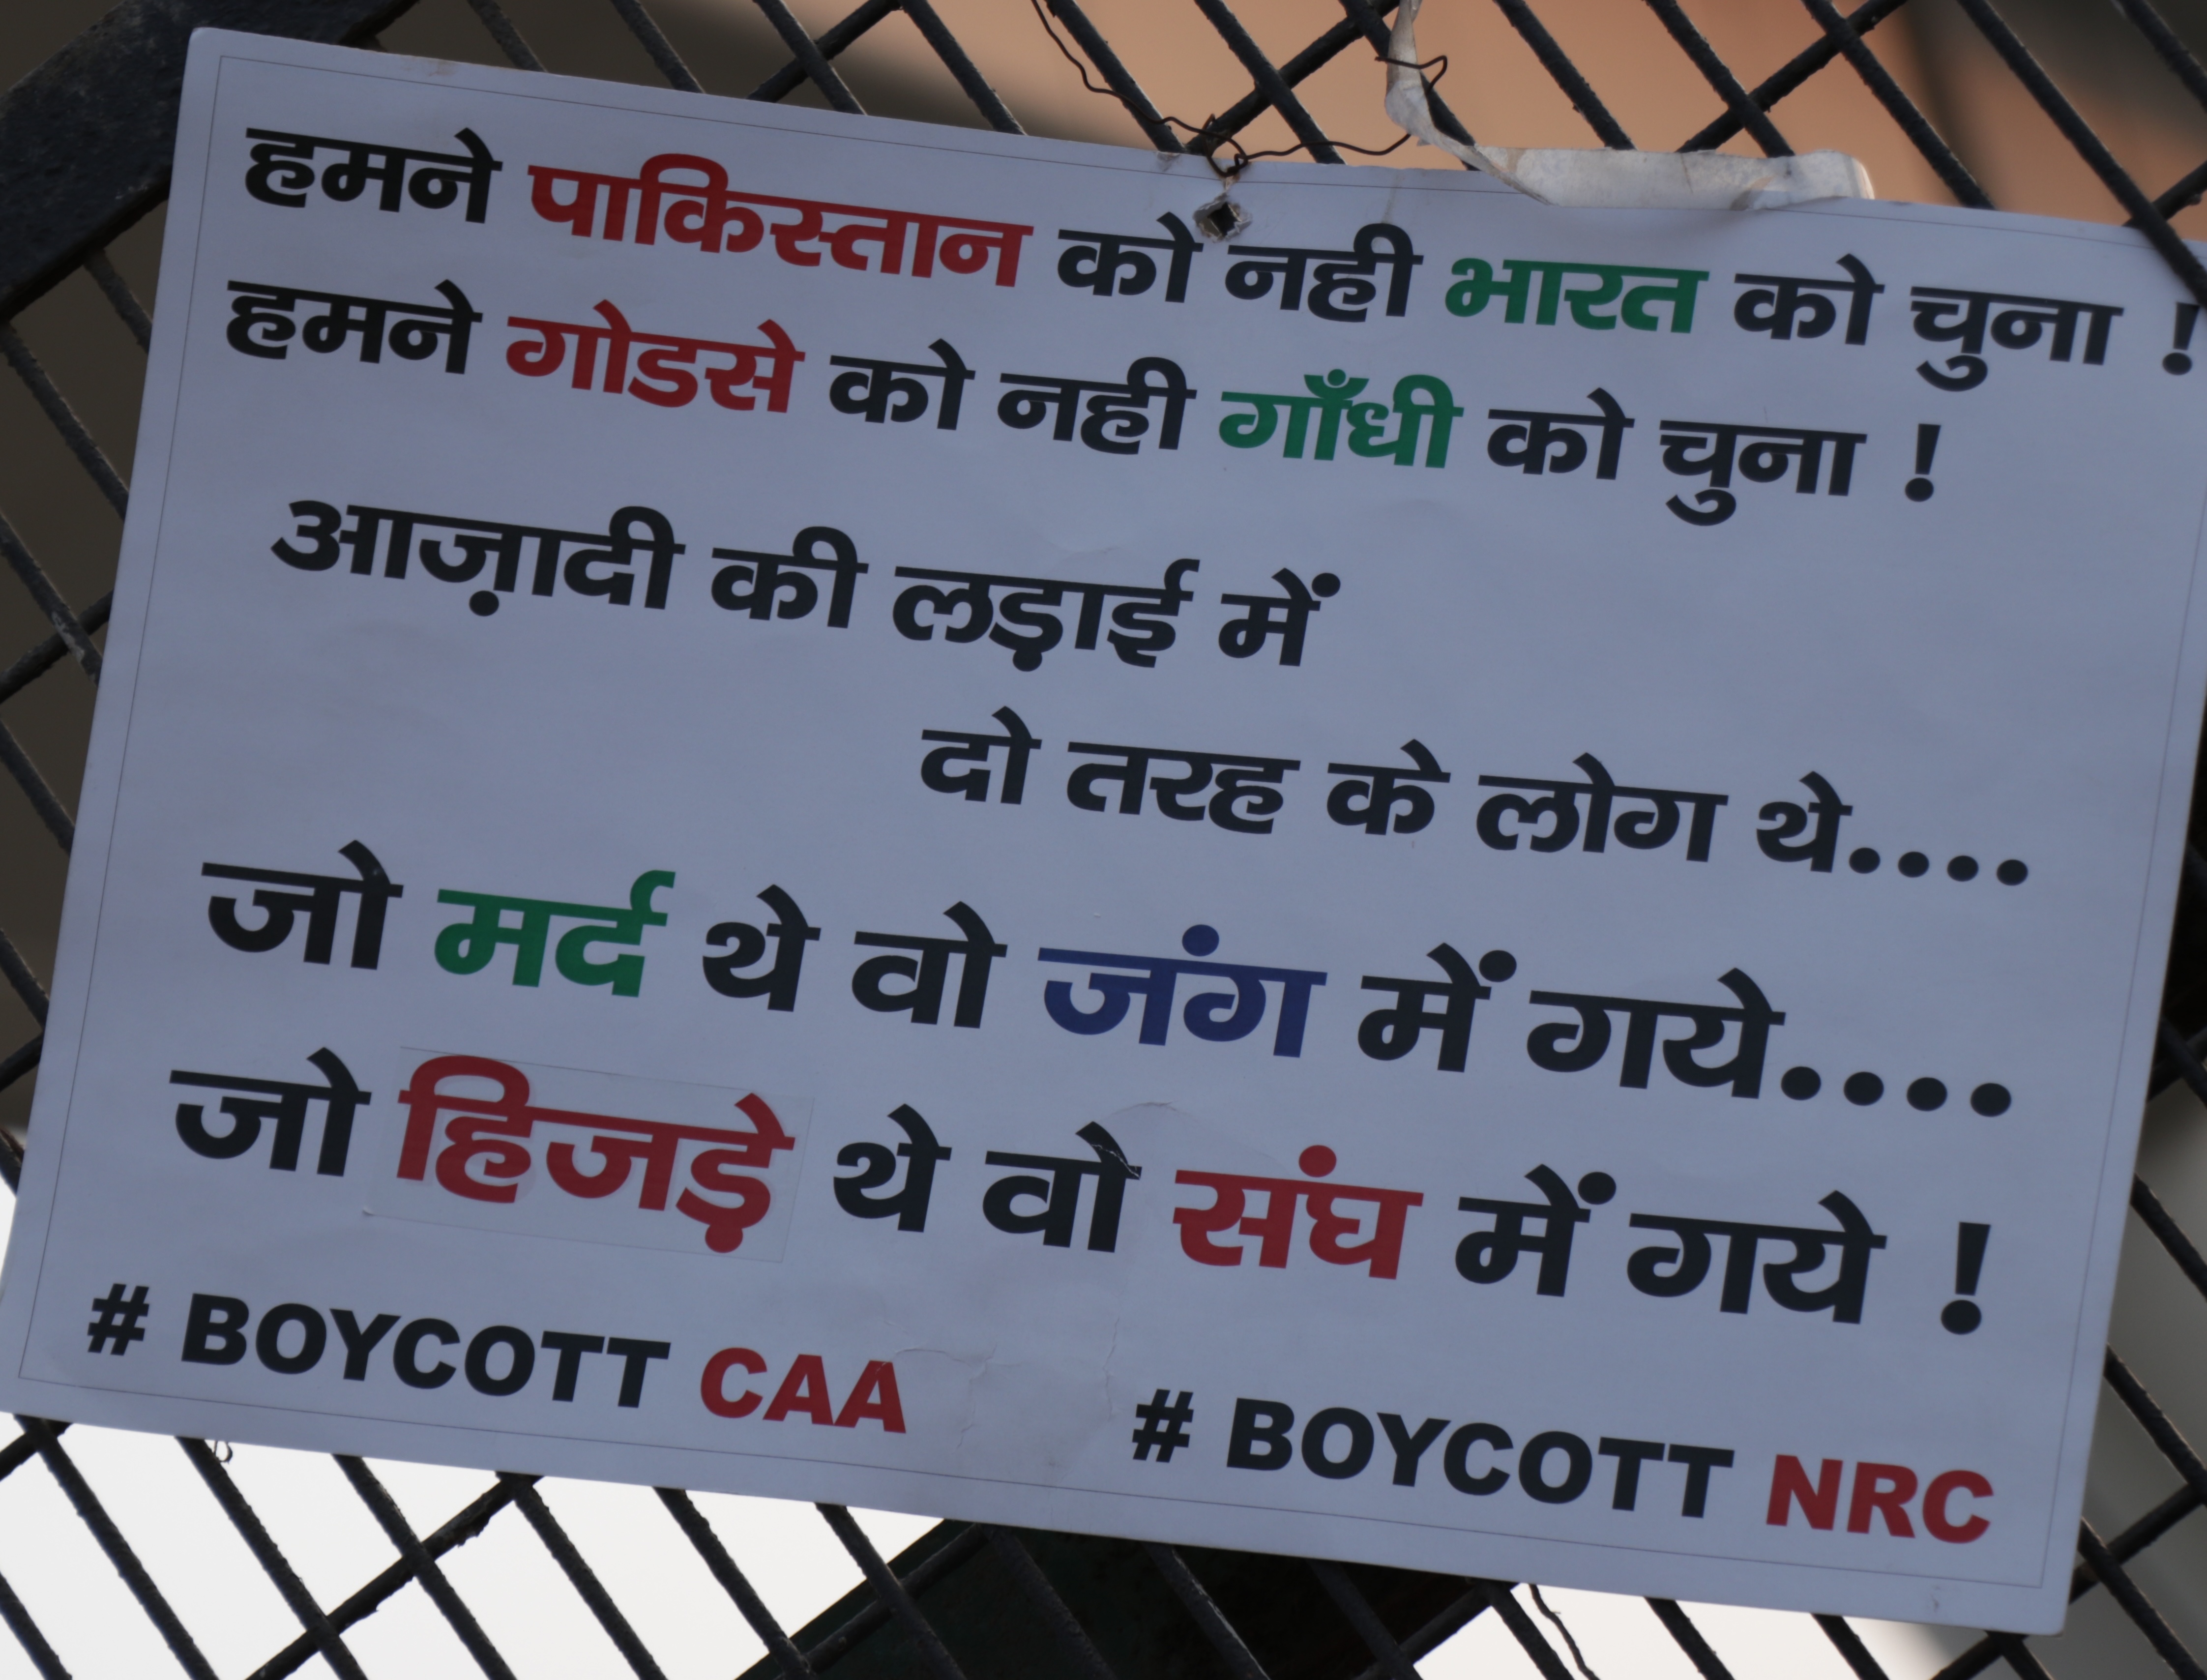 हमने पाकिस्तान को नही भारत को चुना !
हमने गोडसे को नही गाँधी को चुना !
आज़ादी की लड़ाई में
दो तरह के लोग थे....
जो मर्द थे वो जंग में गये....
जो हिजड़े थे वो संघ में गये !
# BOYCOTT CAA # BOYCOTT NRC